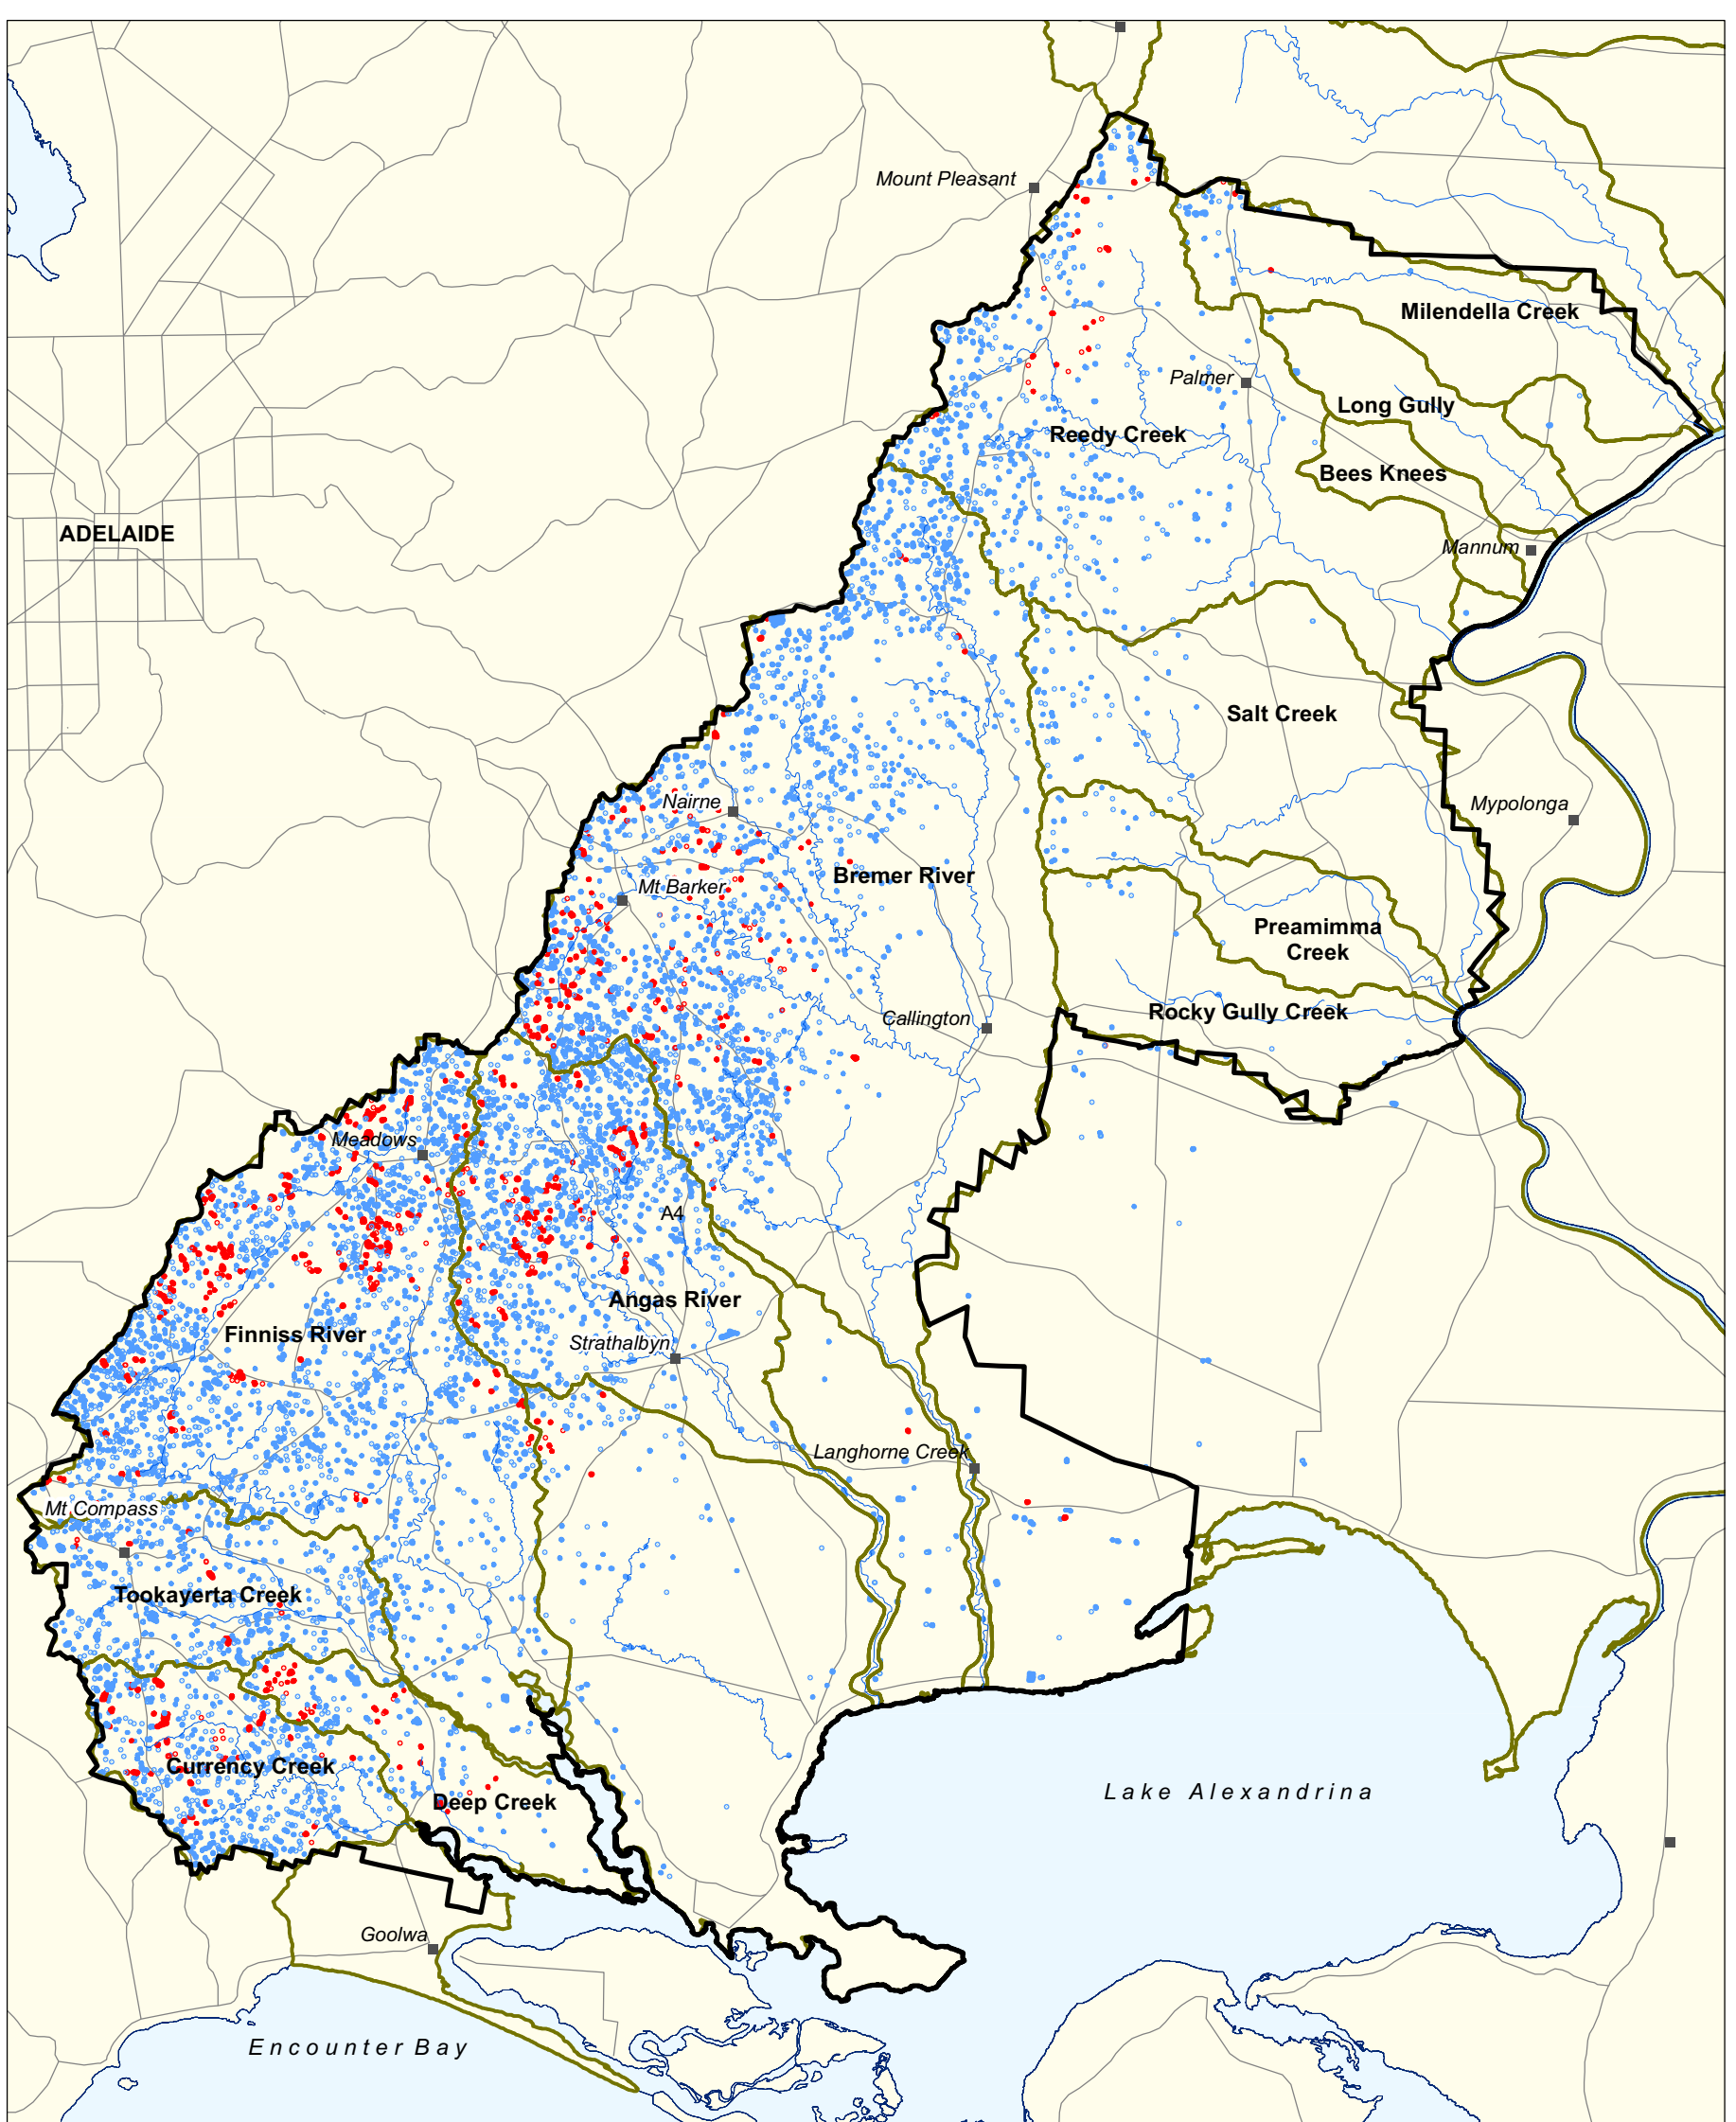 Mount Pleasant
Milendella Creek
Palmer
Long Gully
Reedy Creek
Bees Knees
ADELAIDE
Mannum
Salt Creek
Nairne
Mypolonga
Bremer River
Mt Barker
Preamimma
Creek
Rocky Gully Creek
Callington
Meadows
A4
Angas River
Finniss River
Strathalbyn
Langhorne Creek
Mt Compass
Tookayerta Creek
Currency Creek
Lake Alexandrina
Deep Creek
Goolwa
Encounter Bay